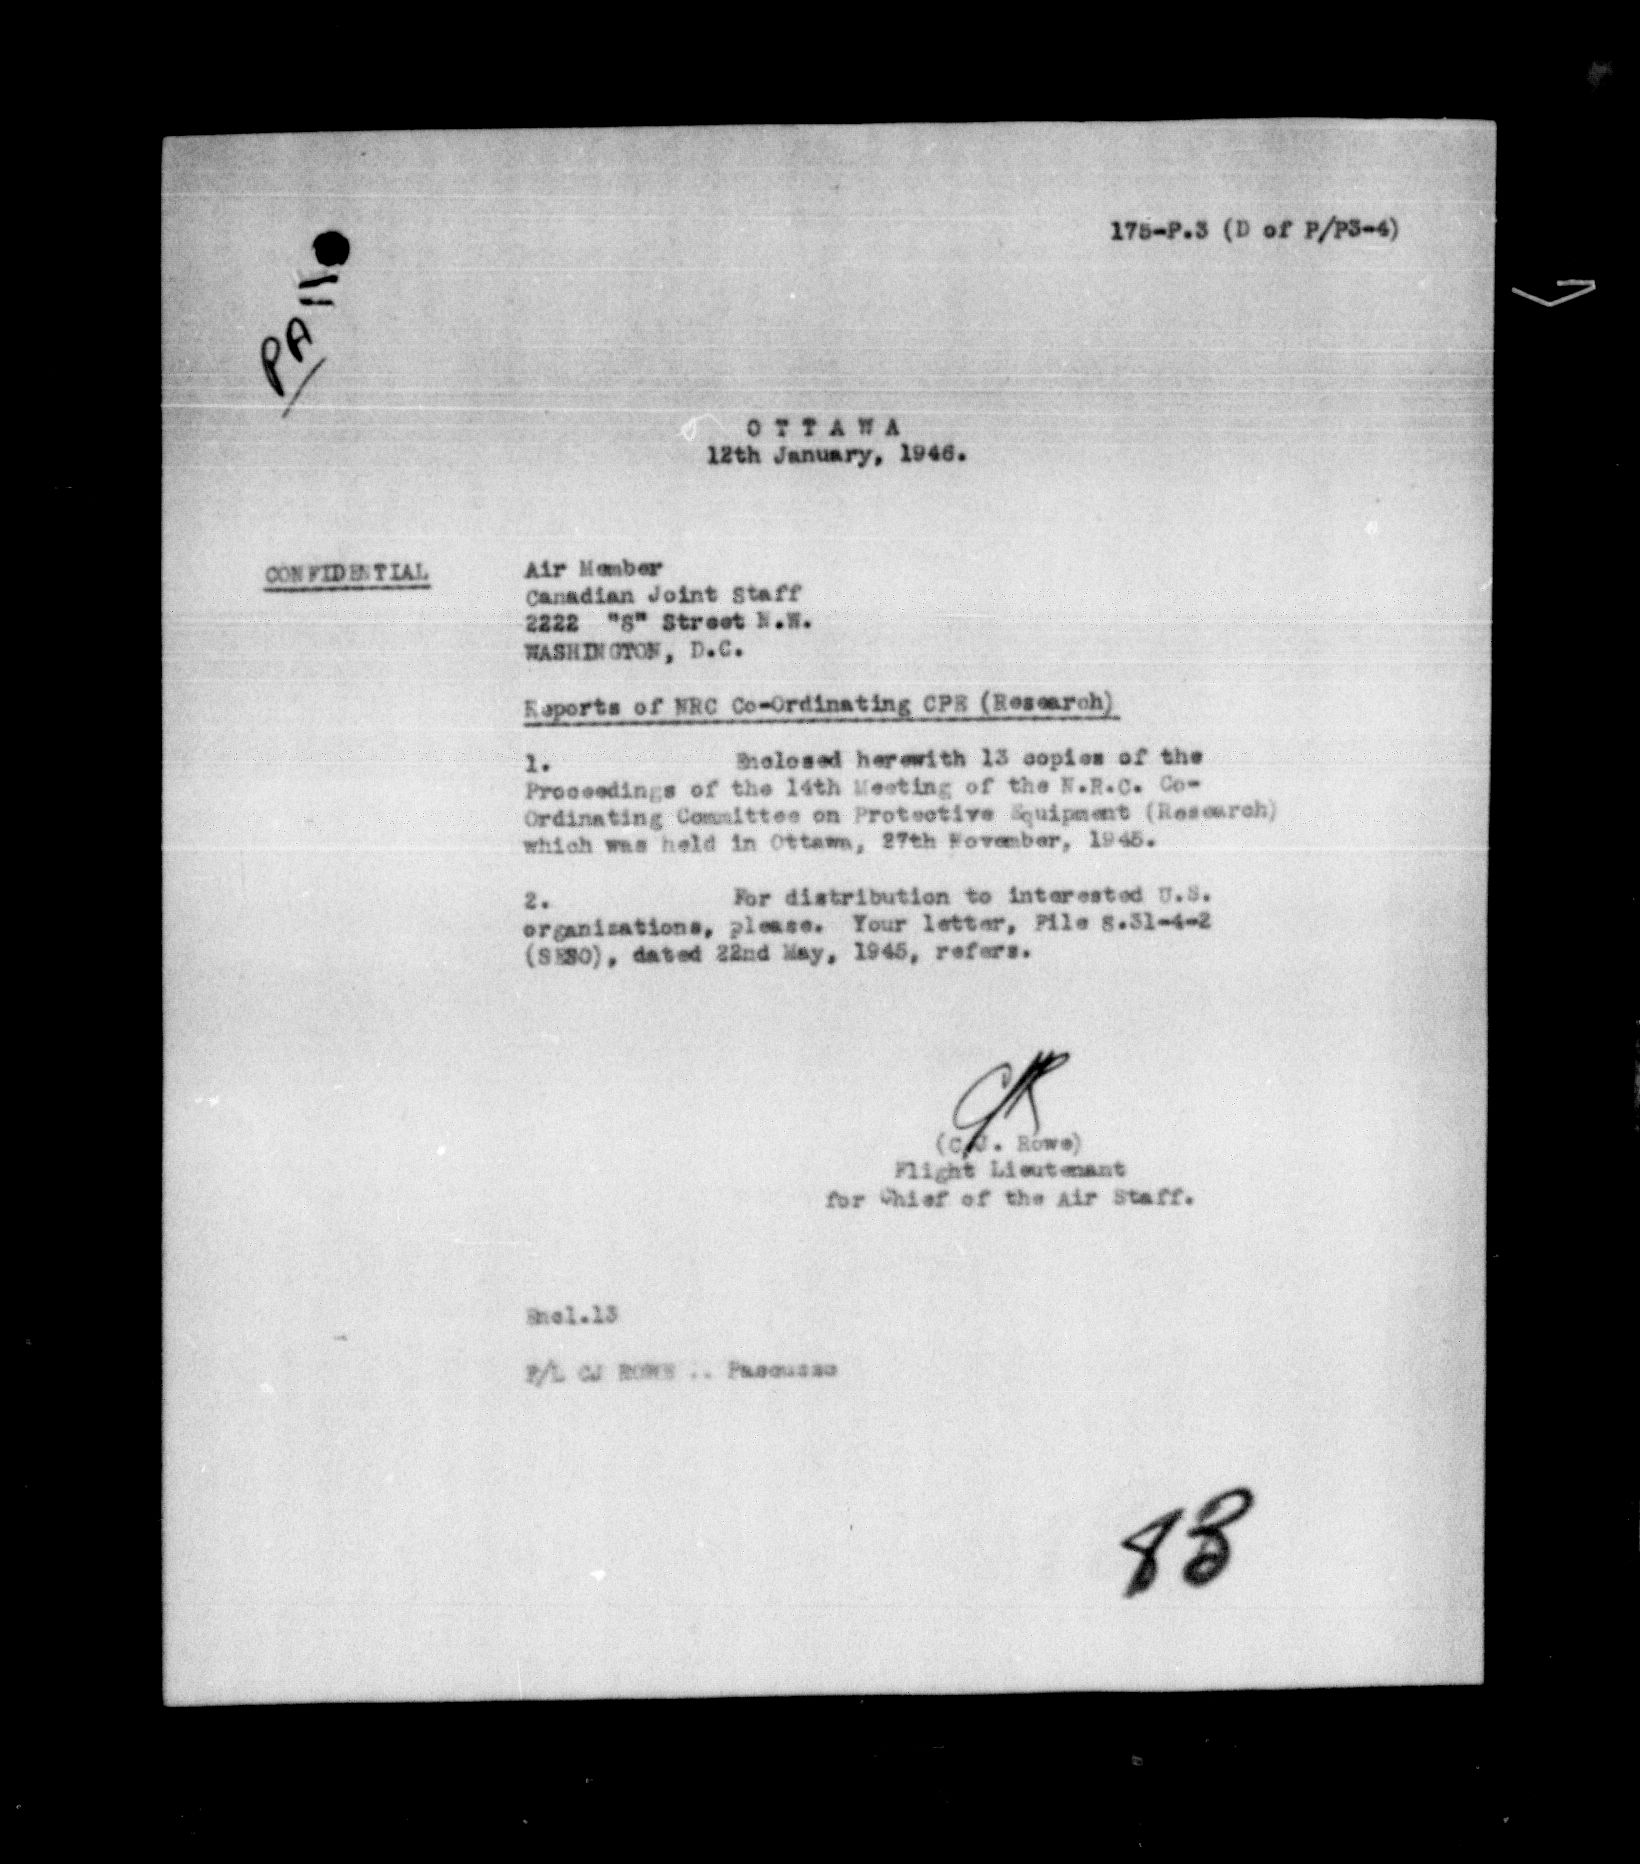 175-P.3 (D of P/P3-4)
PA
O T T A W A
12th January, 1946.
CONFIDENTIAL
Air Member
Canadian Joint Staff
2222 "S" Street N.W.
WASHINGTON, D.C.
Reports of NRC Co-Ordinating CPE (Research)
1. Enclosed herewith 13 copies of the
Proceedings of the 14th Meeting of the N.R.C. Co-
Ordinating Committee on Protective Equipment (Research)
which was held in Ottawa, 27th November, 1945.
2. For distribution to interested U.S.
organizations, please. Your letter, File S.31-4-2
(SESO), dated 22nd May, 1945, refers.
(C.J. Rowe)
Flight Lieutenant
for Chief of the Air Staff.
Encl.13
F/L CJ ROWE ..
83